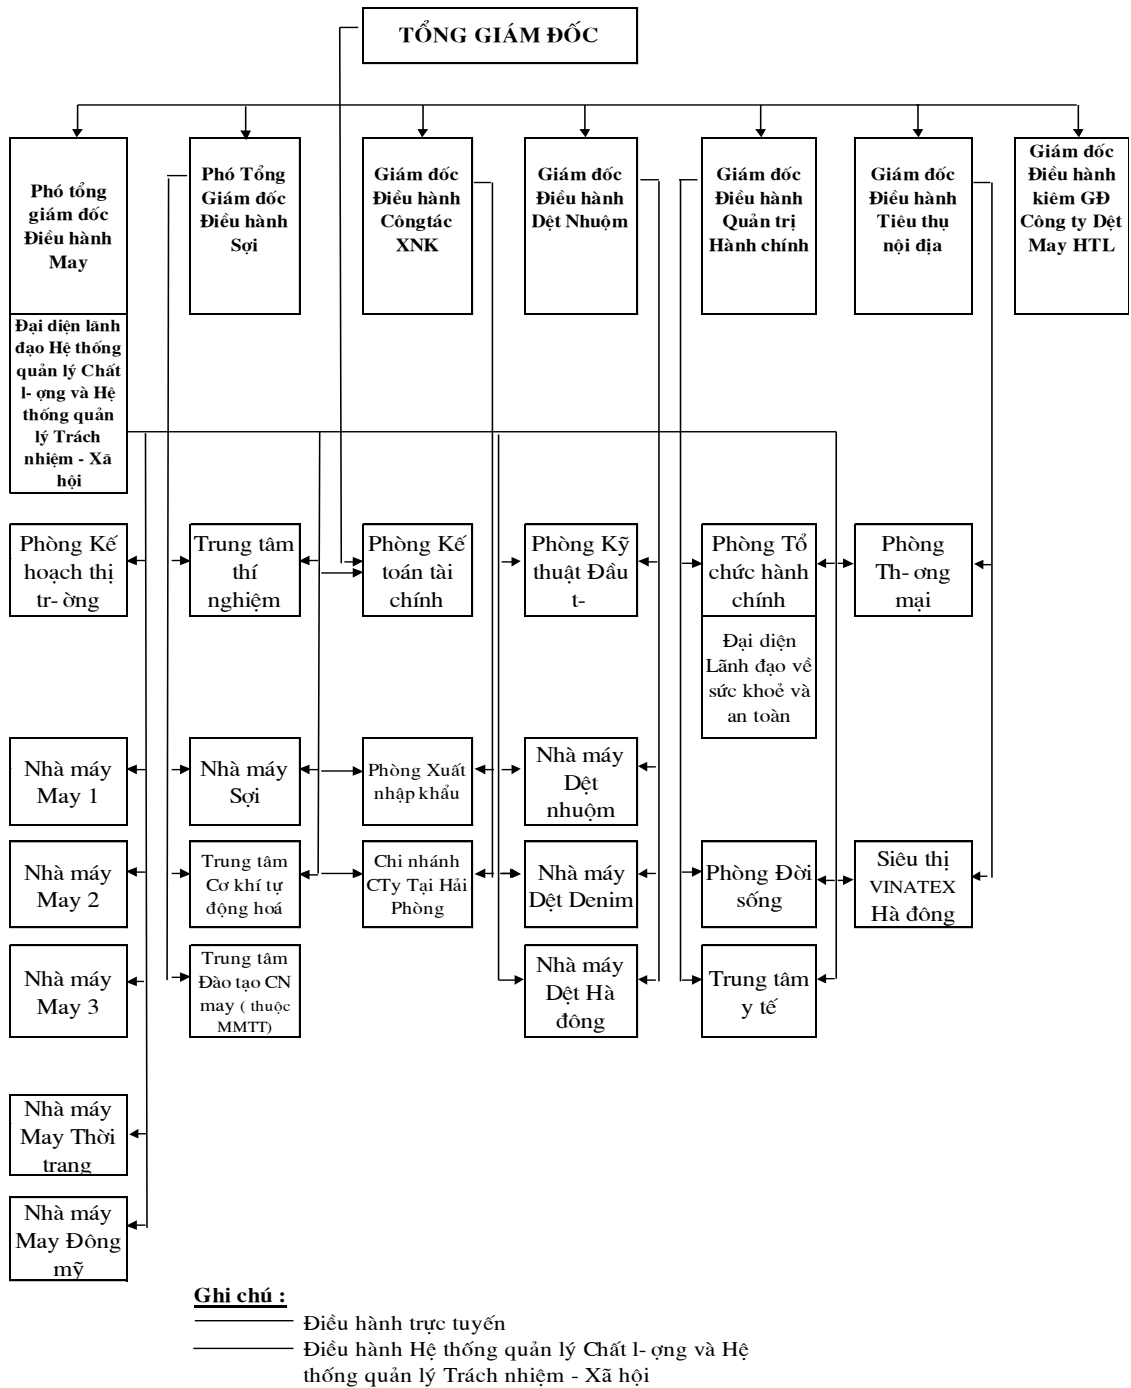 TỔNG GIÁM ĐỐC
Phó tổng
giám đốc
Điều hành
May
Phó Tổng
Giám đốc
Điều hành
Sợi
Giám đốc
Điều hành
Côngtác
XNK
Giám đốc
Điều hành
Dệt Nhuộm
Giám đốc
Điều hành
Quản trị
Hành chính
Giám đốc
Điều hành
Tiêu thụ
nội địa
Giám đốc
Điều hành
kiêm GĐ
Công ty Dệt
May HTL
Đại diện lãnh
đạo Hệ thống
quản lý Chất
l- ợng và Hệ
thống quản
lý Trách
nhiệm - Xã
hội
Phòng Kế
hoạch thị
tr- ờng
Trung tâm
thí
nghiệm
Phòng Kế
toán tài
chính
Phòng Kỹ
thuật Đầu
t-
Phòng Tổ
chức hành
chính
Đại diện
Lãnh đạo về
sức khoẻ và
an toàn
Phòng
Th- ơng
mại
Nhà máy
May 1
Nhà máy
Sợi
Phòng Xuất
nhập khẩu
Nhà máy
Dệt
nhuộm
Nhà máy
May 2
Trung tâm
Cơ khí tự
động hoá
Chi nhánh
CTy Tại Hải
Phòng
Nhà máy
Dệt Denim
Phòng Đời
sống
Siêu thị
VINATEX
Hà đông
Nhà máy
May 3
Trung tâm
Đào tạo CN
may ( thuộc
MMTT)
Nhà máy
Dệt Hà
đông
Trung tâm
y tế
Nhà máy
May Thời
trang
Nhà máy
May Đông
mỹ
Ghi chú :
Điều hành trực tuyến
Điều hành Hệ thống quản lý Chất l- ợng và Hệ
thống quản lý Trách nhiệm - Xã hội